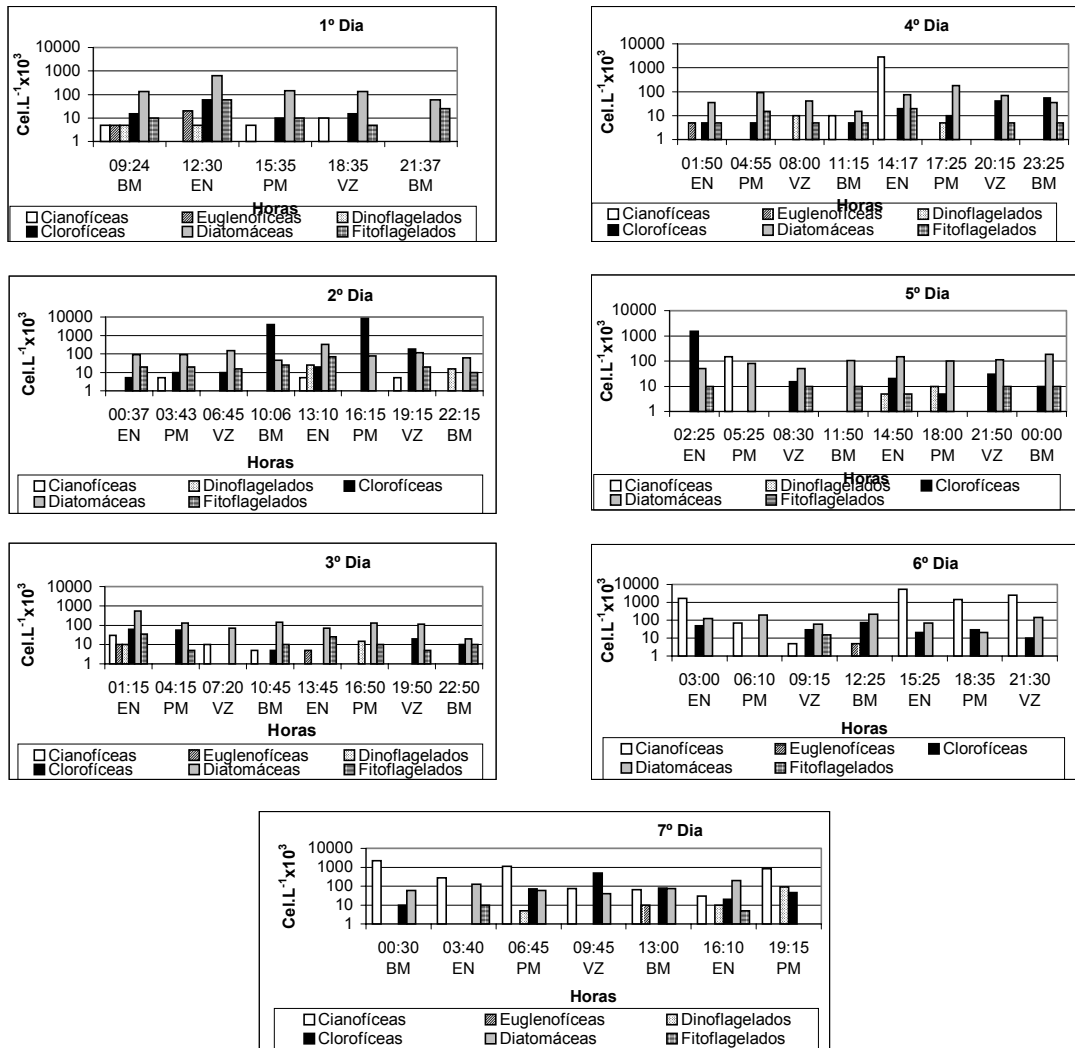 1º Dia
Cel.L⁻¹x10³
10000
1000
100
10
1
09:24 12:30 15:35 18:35 21:37
BM EN PM VZ BM
Horas
Cianofíceas Euglenofíceas Dinoflagelados
Clorofíceas Diatomáceas Fitoflagelados
4º Dia
Cel.L⁻¹x10³
10000
1000
100
10
1
01:50 04:55 08:00 11:15 14:17 17:25 20:15 23:25
EN PM VZ BM EN PM VZ BM
Horas
Cianofíceas Euglenofíceas Dinoflagelados
Clorofíceas Diatomáceas Fitoflagelados
2º Dia
Cel.L⁻¹x10³
10000
1000
100
10
1
00:37 03:43 06:45 10:06 13:10 16:15 19:15 22:15
EN PM VZ BM EN PM VZ BM
Horas
Cianofíceas Dinoflagelados Clorofíceas
Diatomáceas Fitoflagelados
5º Dia
Cel.L⁻¹x10³
10000
1000
100
10
1
02:25 05:25 08:30 11:50 14:50 18:00 21:50 00:00
EN PM VZ BM EN PM VZ BM
Horas
Cianofíceas Dinoflagelados Clorofíceas
Diatomáceas Fitoflagelados
3º Dia
Cel.L⁻¹x10³
10000
1000
100
10
1
01:15 04:15 07:20 10:45 13:45 16:50 19:50 22:50
EN PM VZ BM EN PM VZ BM
Horas
Cianofíceas Euglenofíceas Dinoflagelados
Clorofíceas Diatomáceas Fitoflagelados
6º Dia
Cel.L⁻¹x10³
10000
1000
100
10
1
03:00 06:10 09:15 12:25 15:25 18:35 21:30
EN PM VZ BM EN PM VZ
Horas
Cianofíceas Euglenofíceas Clorofíceas
Diatomáceas Fitoflagelados
7º Dia
Cel.L⁻¹x10³
10000
1000
100
10
1
00:30 03:40 06:45 09:45 13:00 16:10 19:15
BM EN PM VZ BM EN PM
Horas
Cianofíceas Euglenofíceas Dinoflagelados
Clorofíceas Diatomáceas Fitoflagelados